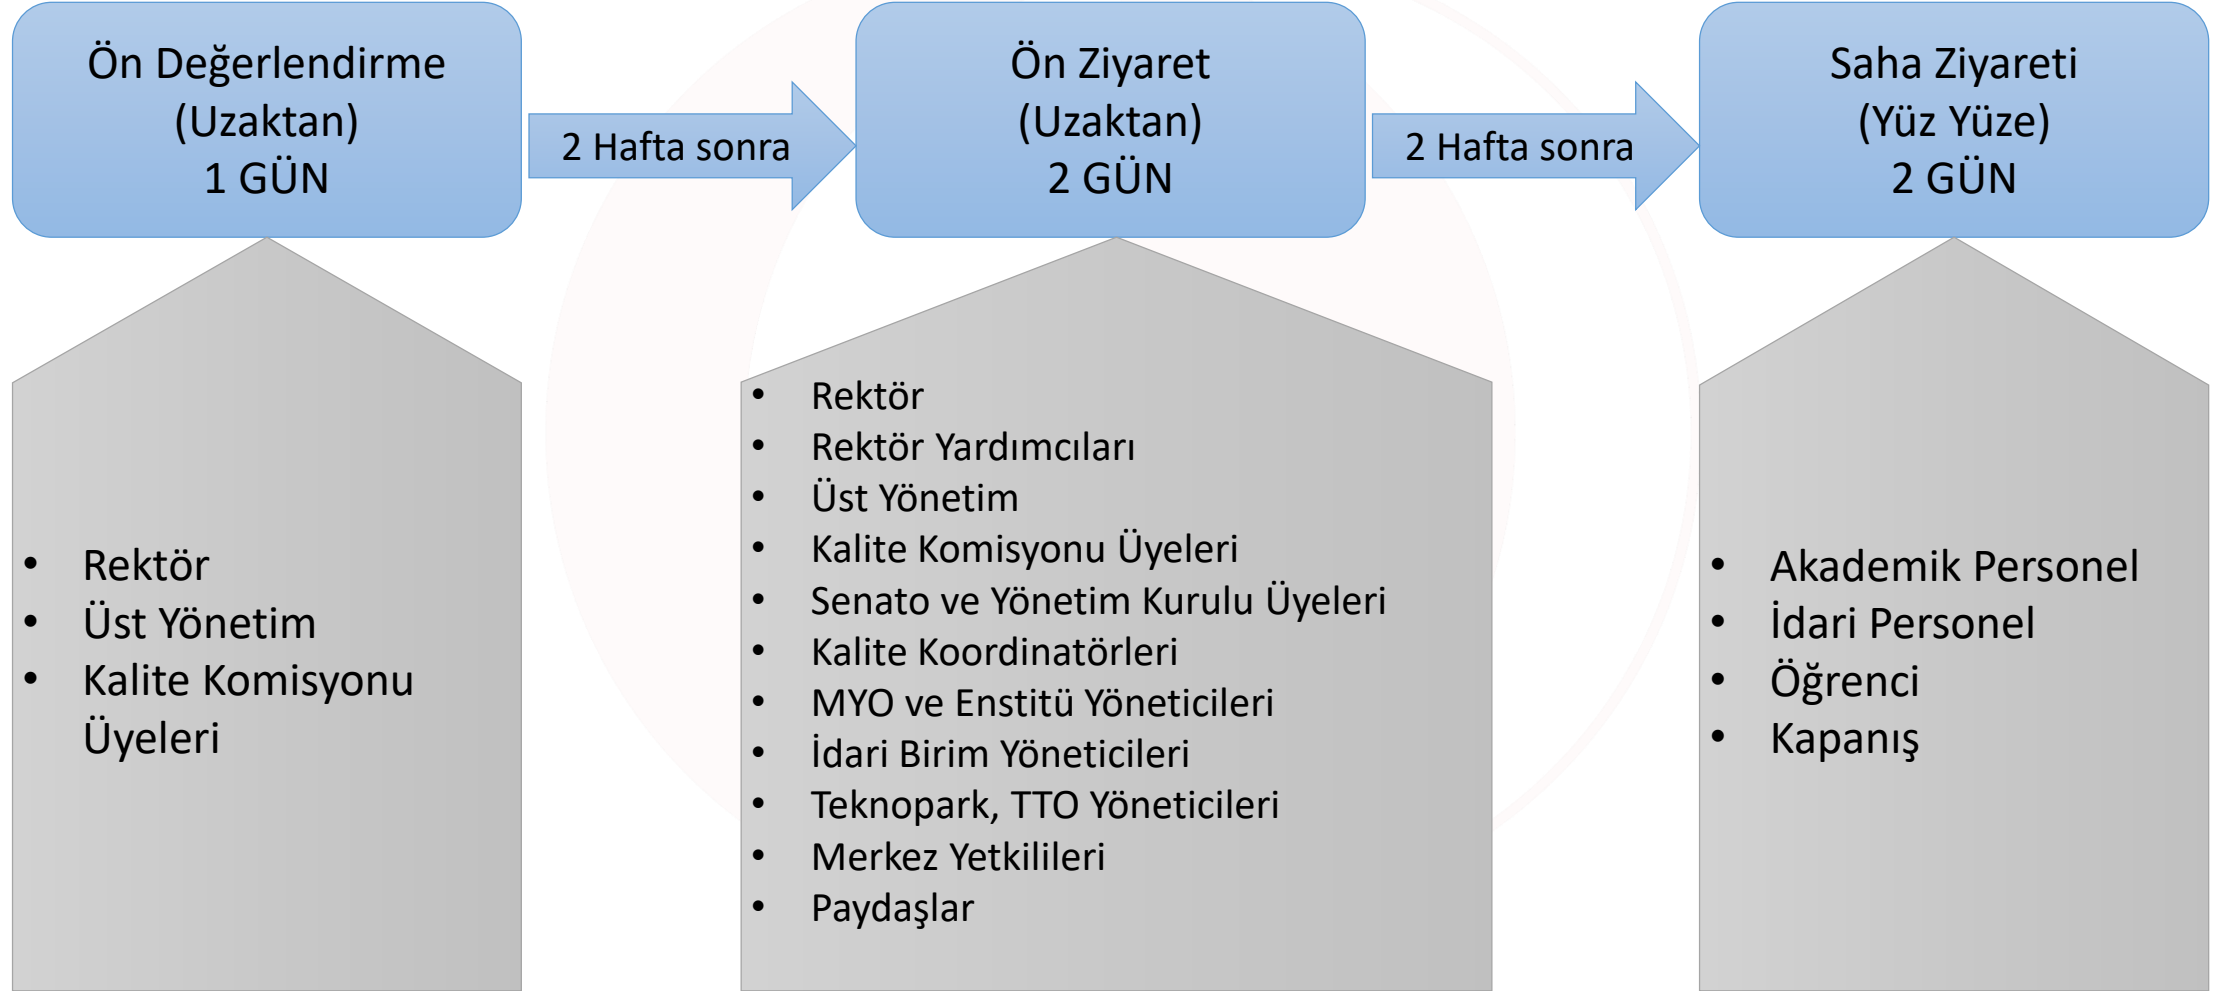 Ön Değerlendirme
(Uzaktan)
1 GÜN
2 Hafta sonra
Ön Ziyaret
(Uzaktan)
2 GÜN
2 Hafta sonra
Saha Ziyareti
(Yüz Yüze)
2 GÜN
• Rektör
• Üst Yönetim
• Kalite Komisyonu
Üyeleri
• Rektör
• Rektör Yardımcıları
• Üst Yönetim
• Kalite Komisyonu Üyeleri
• Senato ve Yönetim Kurulu Üyeleri
• Kalite Koordinatörleri
• MYO ve Enstitü Yöneticileri
• İdari Birim Yöneticileri
• Teknopark, TTO Yöneticileri
• Merkez Yetkilileri
• Paydaşlar
• Akademik Personel
• İdari Personel
• Öğrenci
• Kapanış